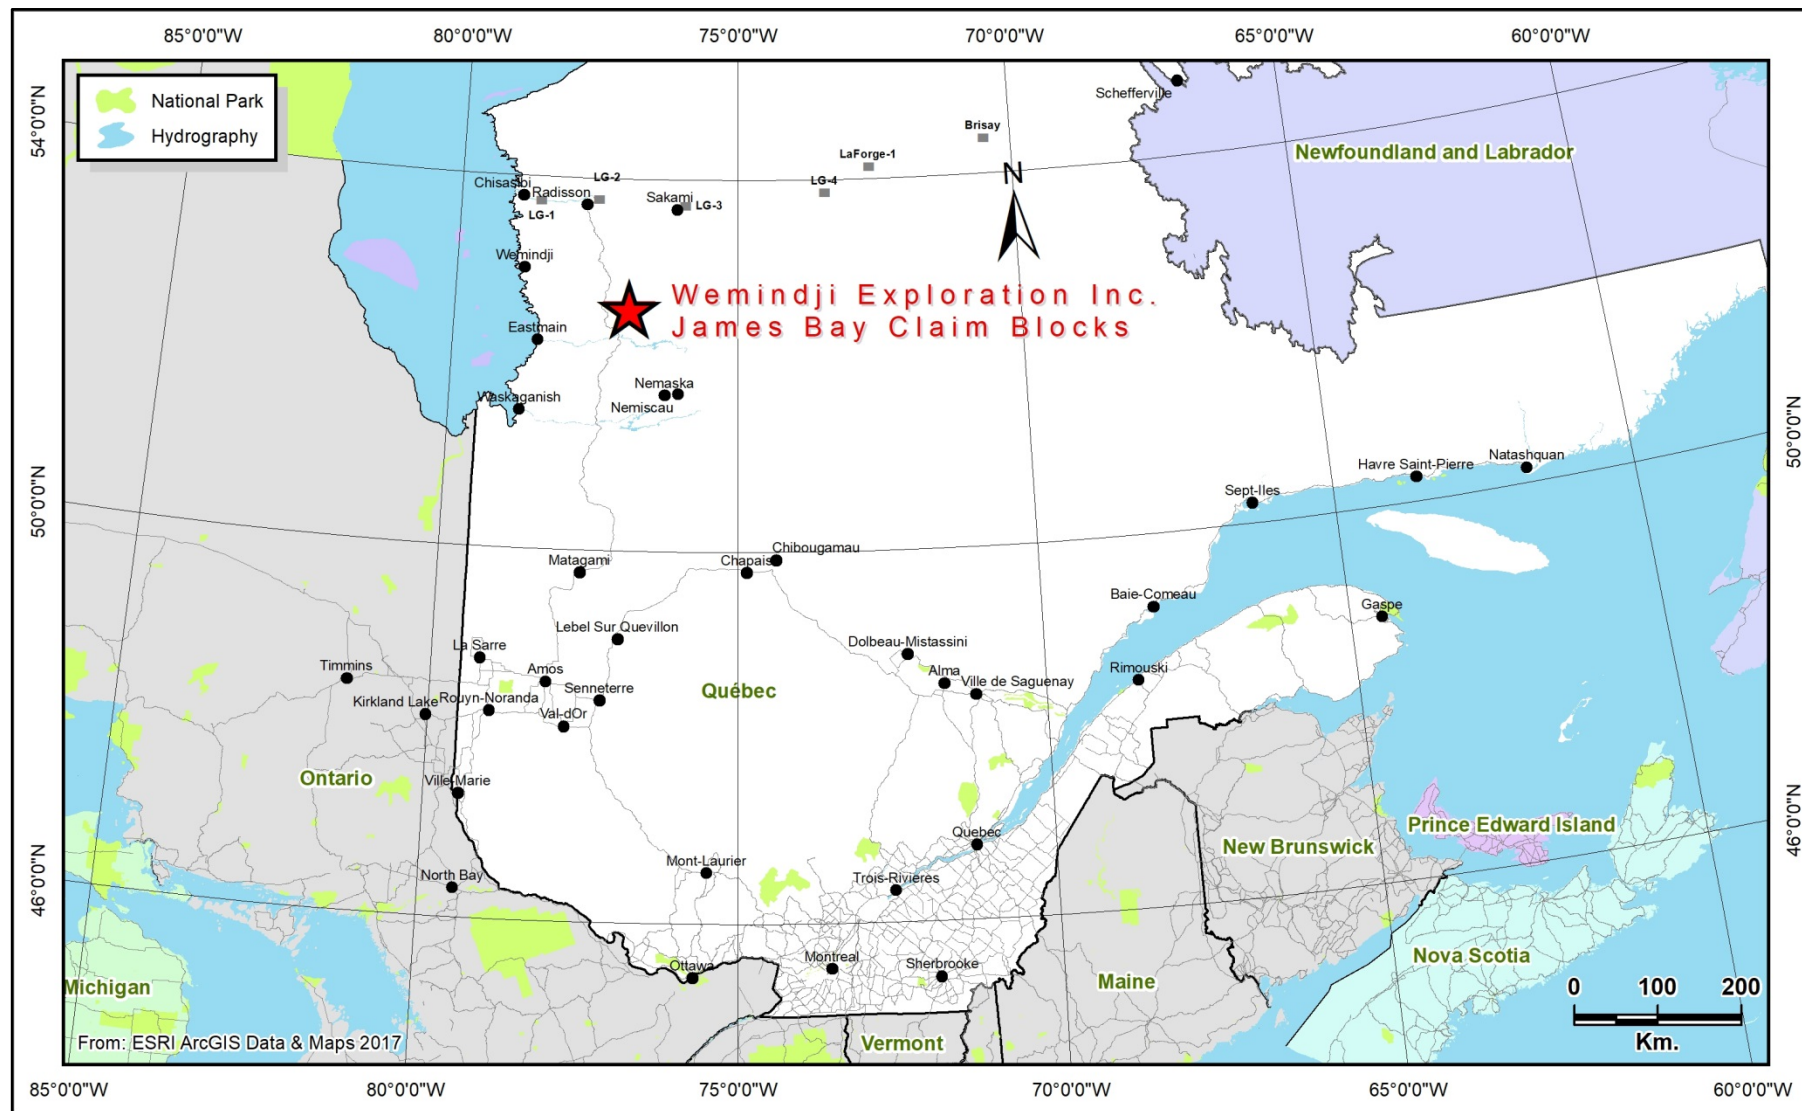 85°0'0"W 80°0'0"W 75°0'0"W 70°0'0"W 65°0'0"W 60°0'0"W
National Park
Hydrography
54°0'0"N
Schefferville
Brisay
Newfoundland and Labrador
LaForge-1
N
LG-4
Chisasibi
Radisson
LG-2
Sakami
LG-3
LG-1
Wemindji
Wemindji Exploration Inc.
James Bay Claim Blocks
Eastmain
Nemaska
Waskaganish
Nemiscau
50°0'0"N
50°0'0"N
Natashquan
Havre Saint-Pierre
Sept-Iles
Chibougamau
Matagami
Chapais
Baie-Comeau
Gaspe
Lebel Sur Quevillon
Dolbeau-Mistassini
La Sarre
Timmins
Amos
Alma
Rimouski
Ville de Saguenay
Senneterre
Québec
Kirkland Lake
Rouyn-Noranda
Val-dOr
Ontario
Ville-Marie
46°0'0"N
Prince Edward Island
Quebec
New Brunswick
Mont-Laurier
46°0'0"N
North Bay
Trois-Rivieres
Nova Scotia
Montreal
Sherbrooke
Ottawa
Maine
Michigan
0 100 200
Km.
From: ESRI ArcGIS Data & Maps 2017
Vermont
85°0'0"W 80°0'0"W 75°0'0"W 70°0'0"W 65°0'0"W 60°0'0"W